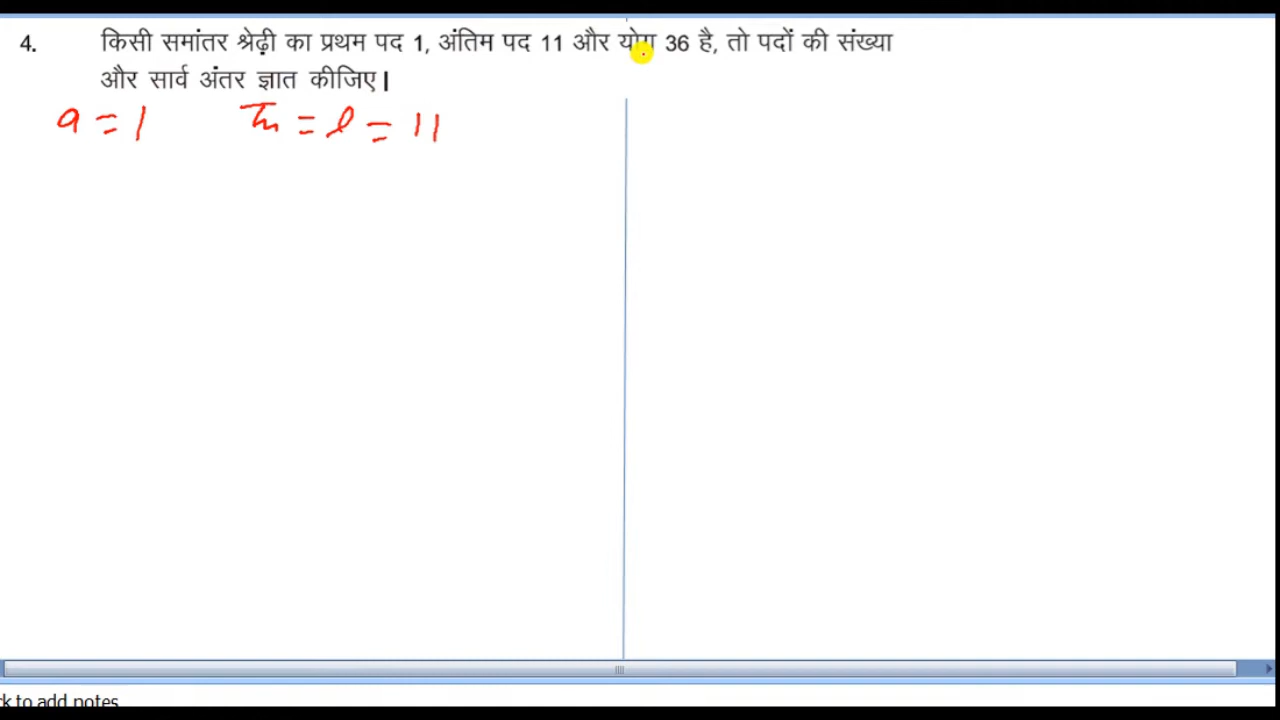 4. किसी समांतर श्रेढ़ी का प्रथम पद 1, अंतिम पद 11 और योग 36 है, तो पदों की संख्या
और सार्व अंतर ज्ञात कीजिए |
a = 1 Tn = l = 11
ck to add notes